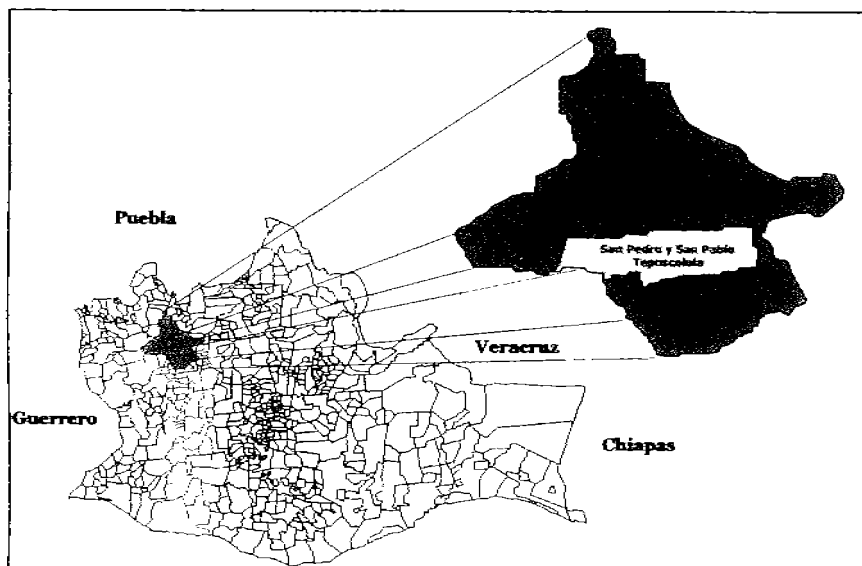 Puebla
San Pedro y San Pablo
Teposcolula
Veracruz
Guerrero
Chiapas